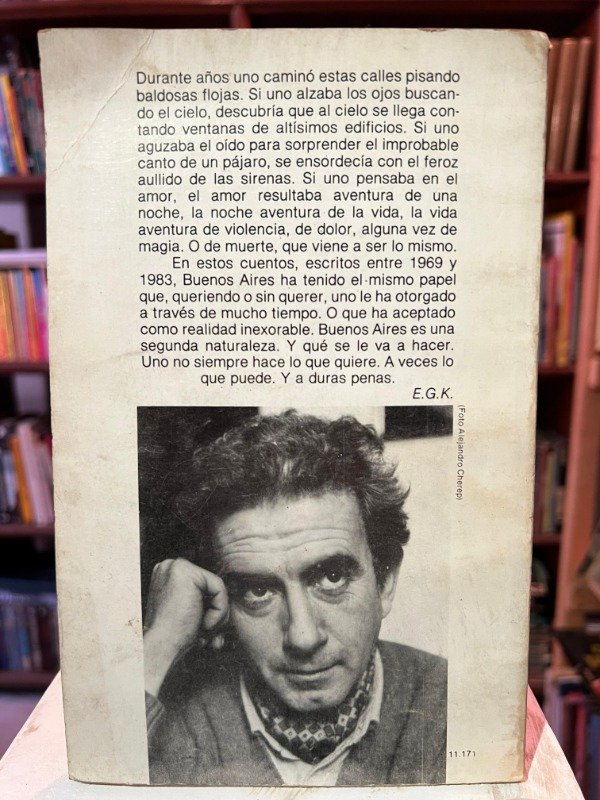 Durante años uno caminó estas calles pisando
baldosas flojas. Si uno alzaba los ojos buscan-
do el cielo, descubría que al cielo se llega con-
tando ventanas de altísimos edificios. Si uno
aguzaba el oído para sorprender el improbable
canto de un pájaro, se ensordecía con el feroz
aullido de las sirenas. Si uno pensaba en el
amor, el amor resultaba aventura de una
noche, la noche aventura de la vida, la vida
aventura de violencia, de dolor, alguna vez de
magia. O de muerte, que viene a ser lo mismo.
En estos cuentos, escritos entre 1969 y
1983, Buenos Aires ha tenido el mismo papel
que, queriendo o sin querer, uno le ha otorgado
a través de mucho tiempo. O que ha aceptado
como realidad inexorable. Buenos Aires es una
segunda naturaleza. Y qué se le va a hacer.
Uno no siempre hace lo que quiere. A veces lo
que puede. Y a duras penas.
E.G.K.
(Foto Alejandro Cherep)
11.171